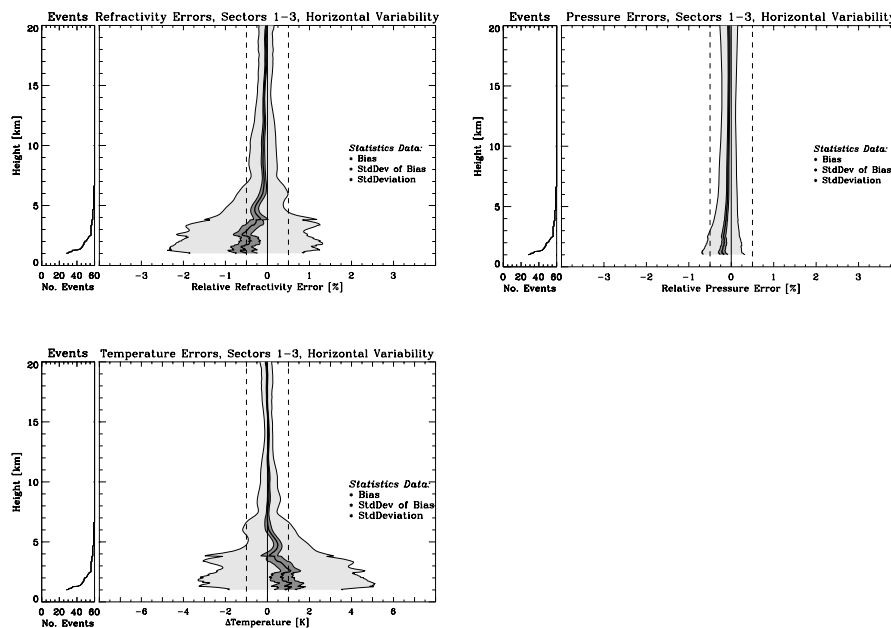 Events Refractivity Errors, Sectors 1-3, Horizontal Variability
20
15
10
5
0
Height [km]
Statistics Data:
Bias
StdDev of Bias
StdDeviation
0 20 40 60 -3 -2 -1 0 1 2 3
No. Events Relative Refractivity Error [%]
Events Pressure Errors, Sectors 1-3, Horizontal Variability
20
15
10
5
0
Height [km]
Statistics Data:
Bias
StdDev of Bias
StdDeviation
0 20 40 60 -3 -2 -1 0 1 2 3
No. Events Relative Pressure Error [%]
Events Temperature Errors, Sectors 1-3, Horizontal Variability
20
15
10
5
0
Height [km]
Statistics Data:
Bias
StdDev of Bias
StdDeviation
0 20 40 60 -6 -4 -2 0 2 4 6
No. Events ΔTemperature [K]